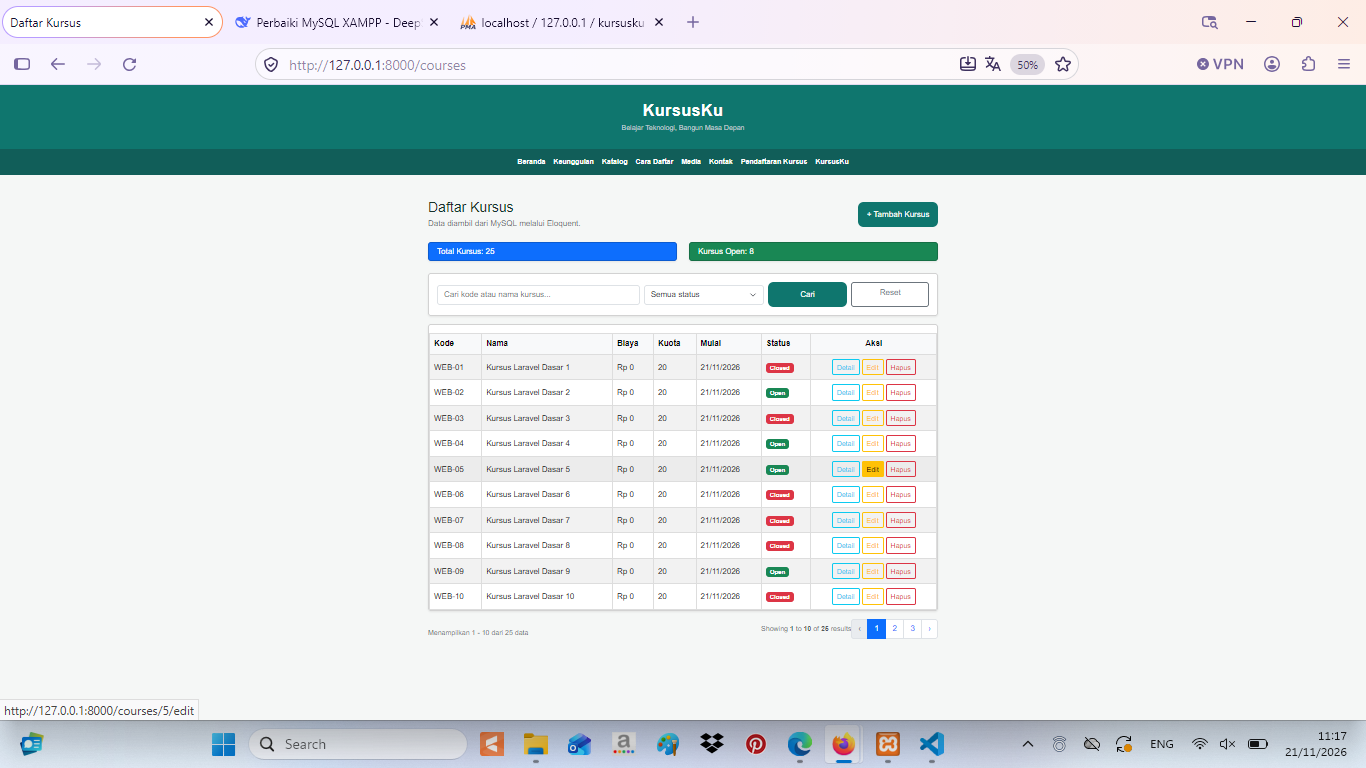 Daftar Kursus
Perbaiki MySQL XAMPP - Deep
localhost / 127.0.0.1 / kursusku
http://127.0.0.1:8000/courses
50%
VPN
KursusKu
Belajar Teknologi, Bangun Masa Depan
Beranda Keunggulan Katalog Cara Daftar Media Kontak Pendaftaran Kursus KursusKu
Daftar Kursus
Data diambil dari MySQL melalui Eloquent.
+ Tambah Kursus
Total Kursus: 25
Kursus Open: 8
Cari kode atau nama kursus...
Semua status
Cari
Reset
Kode Nama Biaya Kuota Mulai Status Aksi
WEB-01 Kursus Laravel Dasar 1 Rp 0 20 21/11/2026 Closed Detail Edit Hapus
WEB-02 Kursus Laravel Dasar 2 Rp 0 20 21/11/2026 Open Detail Edit Hapus
WEB-03 Kursus Laravel Dasar 3 Rp 0 20 21/11/2026 Closed Detail Edit Hapus
WEB-04 Kursus Laravel Dasar 4 Rp 0 20 21/11/2026 Open Detail Edit Hapus
WEB-05 Kursus Laravel Dasar 5 Rp 0 20 21/11/2026 Open Detail Edit Hapus
WEB-06 Kursus Laravel Dasar 6 Rp 0 20 21/11/2026 Closed Detail Edit Hapus
WEB-07 Kursus Laravel Dasar 7 Rp 0 20 21/11/2026 Closed Detail Edit Hapus
WEB-08 Kursus Laravel Dasar 8 Rp 0 20 21/11/2026 Closed Detail Edit Hapus
WEB-09 Kursus Laravel Dasar 9 Rp 0 20 21/11/2026 Open Detail Edit Hapus
WEB-10 Kursus Laravel Dasar 10 Rp 0 20 21/11/2026 Closed Detail Edit Hapus
Menampilkan 1 - 10 dari 25 data
Showing 1 to 10 of 25 results ‹ 1 2 3 ›
http://127.0.0.1:8000/courses/5/edit
Search
ENG
11:17
21/11/2026